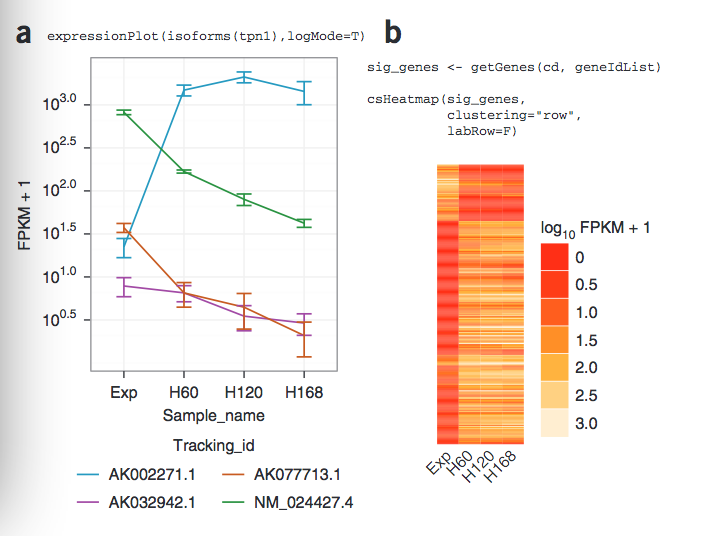 a
expressionPlot(isoforms(tpn1),logMode=T)
10^3.0
10^2.5
10^2.0
10^1.5
10^1.0
10^0.5
FPKM + 1
Exp H60 H120 H168
Sample_name
Tracking_id
AK002271.1 AK077713.1
AK032942.1 NM_024427.4
b
sig_genes <- getGenes(cd, geneIdList)
csHeatmap(sig_genes,
clustering="row",
labRow=F)
log10 FPKM + 1
0
0.5
1.0
1.5
2.0
2.5
3.0
Exp H60 H120 H168